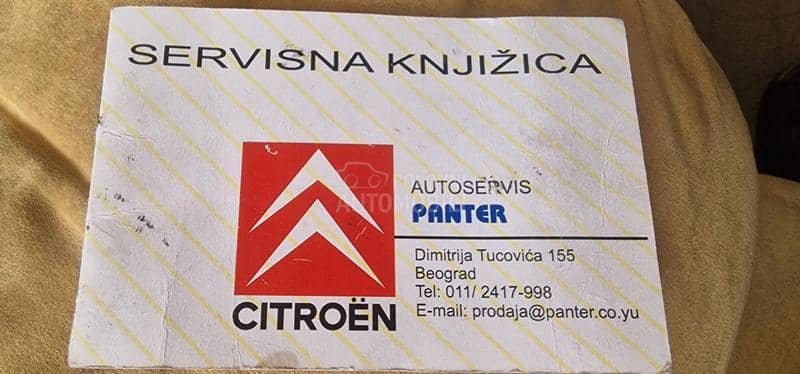 SERVISNA KNJIŽICA
AUTOSERVIS
PANTER
Dimitrija Tucovića 155
Beograd
Tel: 011/ 2417-998
E-mail: prodaja@panter.co.yu
CITROËN